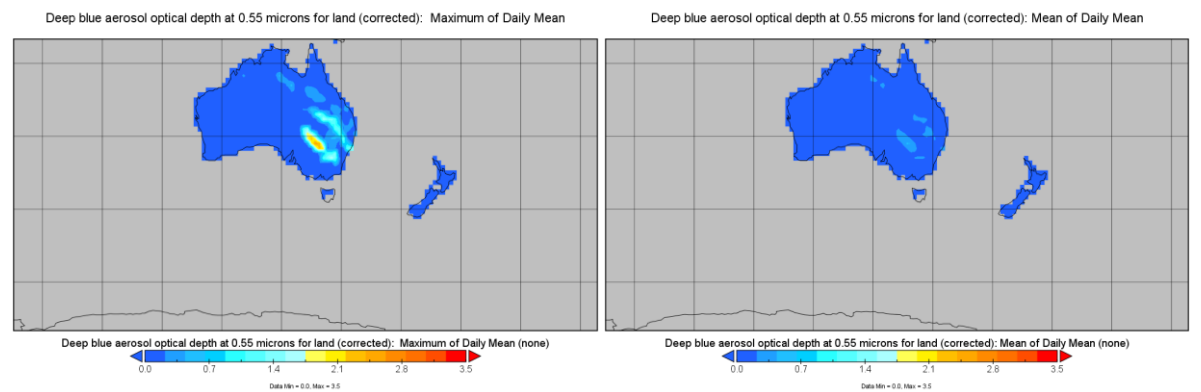 Deep blue aerosol optical depth at 0.55 microns for land (corrected): Maximum of Daily Mean
Deep blue aerosol optical depth at 0.55 microns for land (corrected): Maximum of Daily Mean (none)
0.0 0.7 1.4 2.1 2.8 3.5
Data Min = 0.0, Max = 3.5
Deep blue aerosol optical depth at 0.55 microns for land (corrected): Mean of Daily Mean
Deep blue aerosol optical depth at 0.55 microns for land (corrected): Mean of Daily Mean (none)
0.0 0.7 1.4 2.1 2.8 3.5
Data Min = 0.0, Max = 3.5